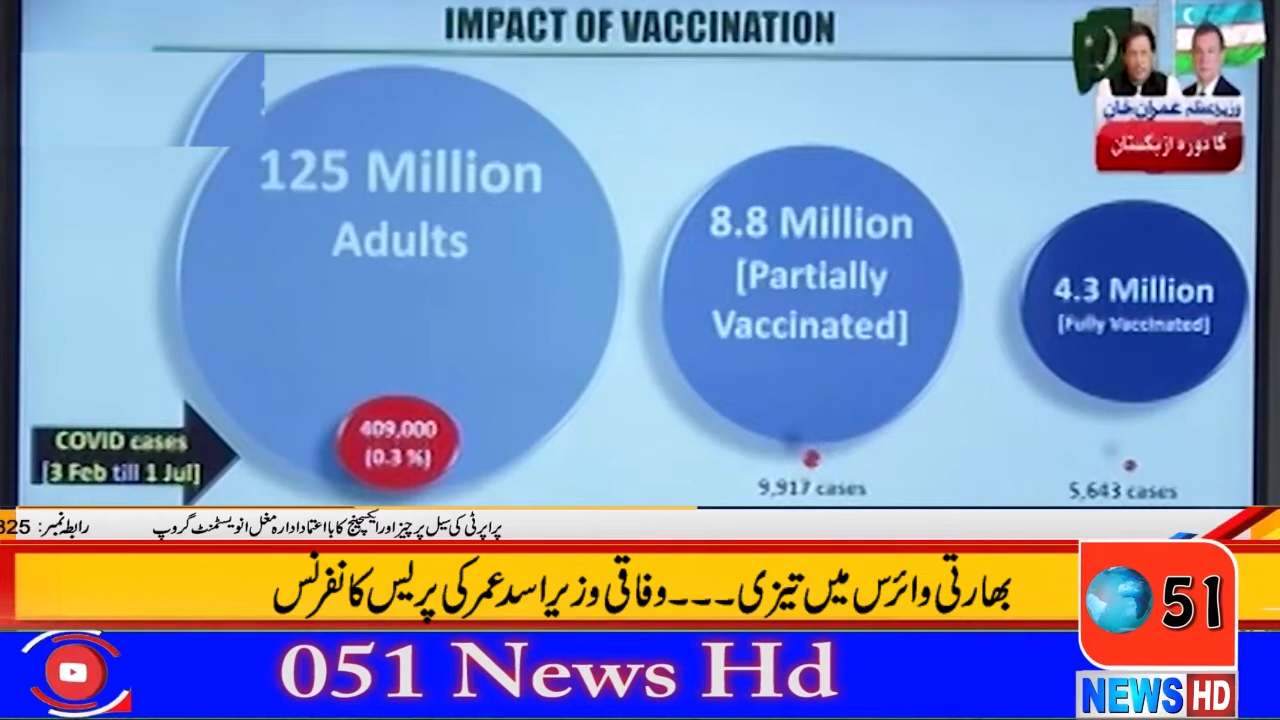 IMPACT OF VACCINATION
وزیرعظم عمران خان
کا دورہ ازبکستان
125 Million
Adults
8.8 Million
[Partially
Vaccinated]
4.3 Million
[Fully Vaccinated]
409,000
(0.3 %)
COVID cases
[3 Feb till 1 Jul]
9,917 cases
5,643 cases
پراپرٹی کی سیل پرچیز اور ایکسچینج کا بااعتماد ادارہ مغل انویسٹمنٹ گروپ رابطہ نمبر: 325
بھارتی وائرس میں تیزی۔۔۔وفاقی وزیر اسد عمر کی پریس کانفرنس
51
051 News Hd
NEWS HD